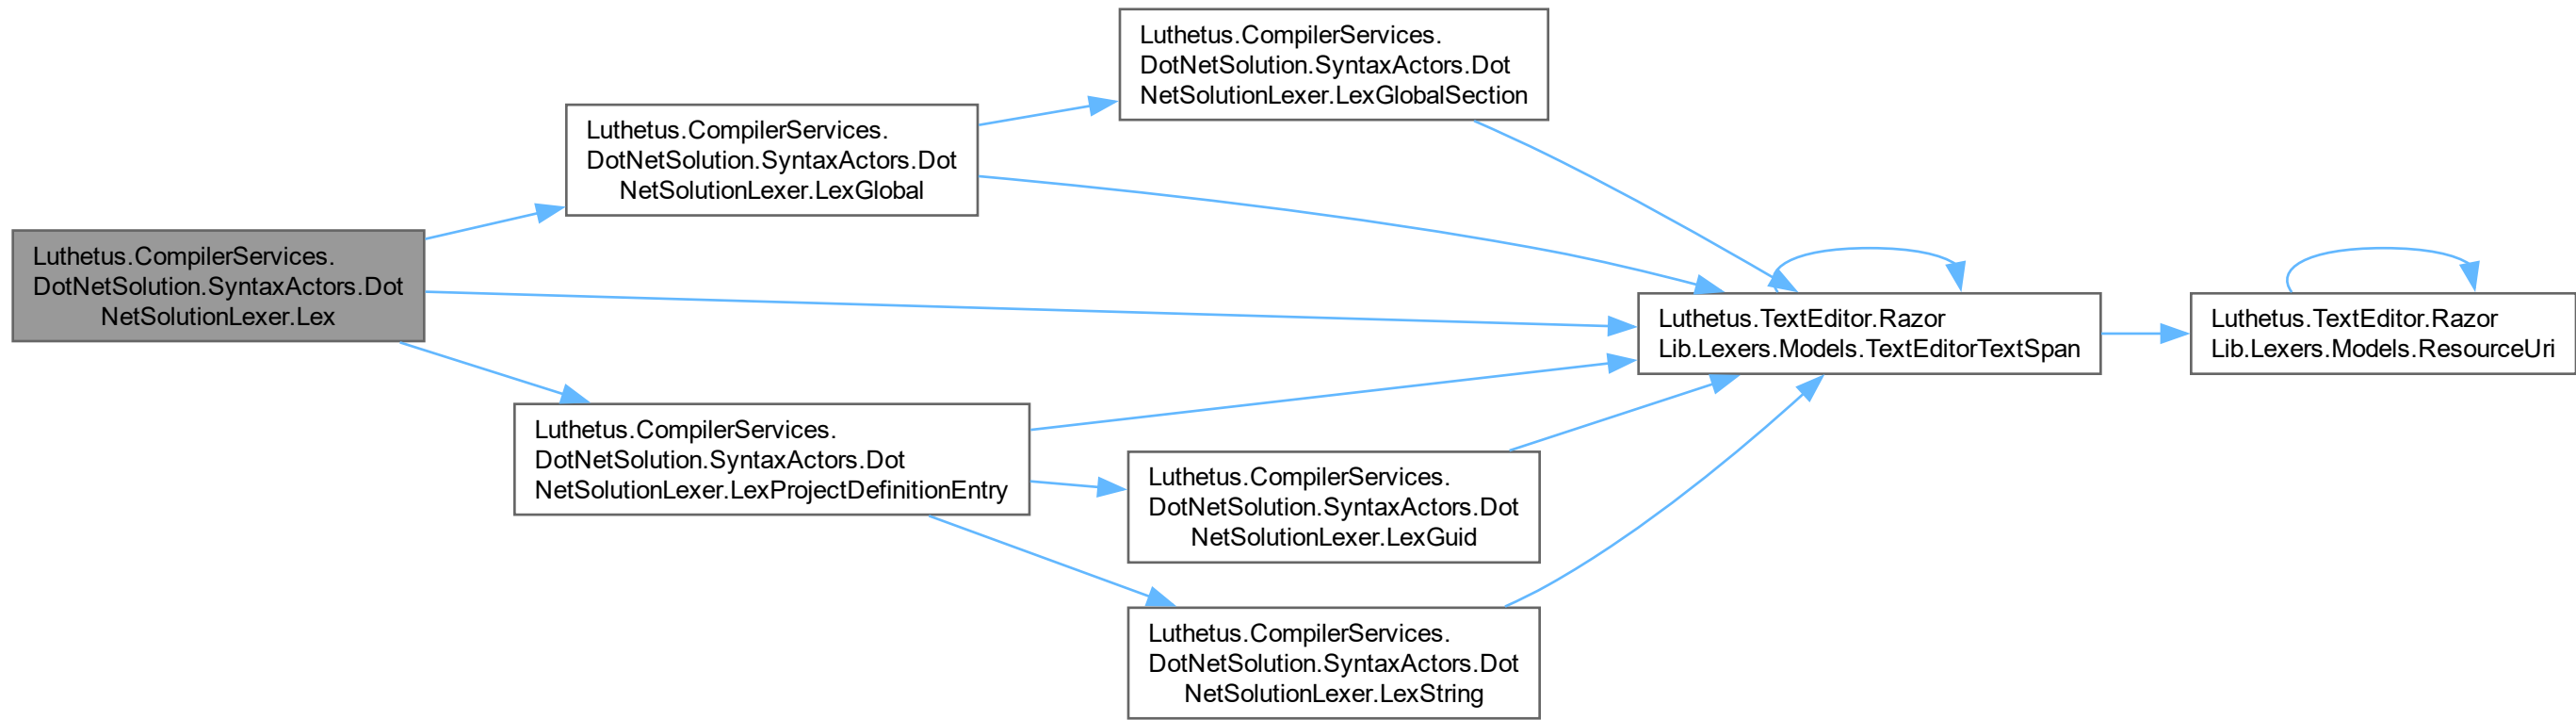 Luthetus.CompilerServices.
DotNetSolution.SyntaxActors.Dot
NetSolutionLexer.Lex
Luthetus.CompilerServices.
DotNetSolution.SyntaxActors.Dot
NetSolutionLexer.LexGlobal
Luthetus.CompilerServices.
DotNetSolution.SyntaxActors.Dot
NetSolutionLexer.LexGlobalSection
Luthetus.TextEditor.Razor
Lib.Lexers.Models.TextEditorTextSpan
Luthetus.TextEditor.Razor
Lib.Lexers.Models.ResourceUri
Luthetus.CompilerServices.
DotNetSolution.SyntaxActors.Dot
NetSolutionLexer.LexProjectDefinitionEntry
Luthetus.CompilerServices.
DotNetSolution.SyntaxActors.Dot
NetSolutionLexer.LexGuid
Luthetus.CompilerServices.
DotNetSolution.SyntaxActors.Dot
NetSolutionLexer.LexString